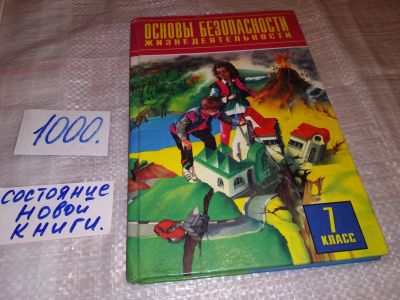 ОСНОВЫ БЕЗОПАСНОСТИ
ЖИЗНЕДЕЯТЕЛЬНОСТИ
1000.
СОСТОЯНИЕ
НОВОЙ
КНИГИ.
7
КЛАСС